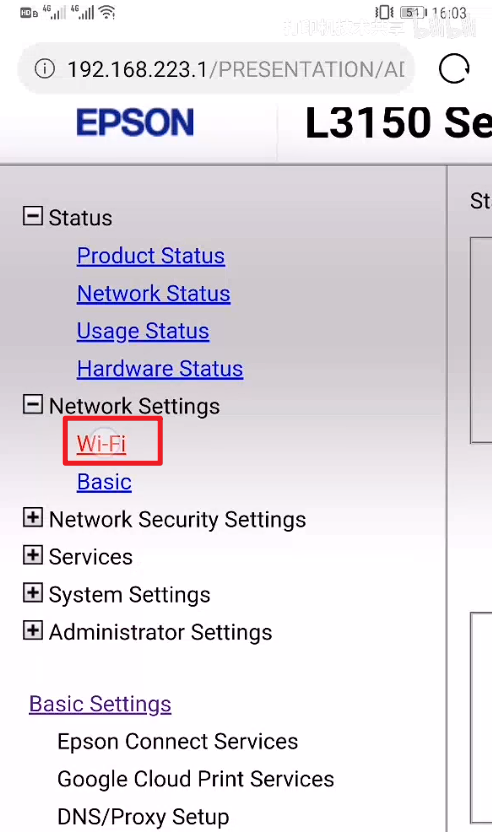 HD B 4G 4G 51 16:03
bilibili
192.168.223.1/PRESENTATION/AD
EPSON
L3150 Se
St
Status
Product Status
Network Status
Usage Status
Hardware Status
Network Settings
Wi-Fi
Basic
Network Security Settings
Services
System Settings
Administrator Settings
Basic Settings
Epson Connect Services
Google Cloud Print Services
DNS/Proxy Setup